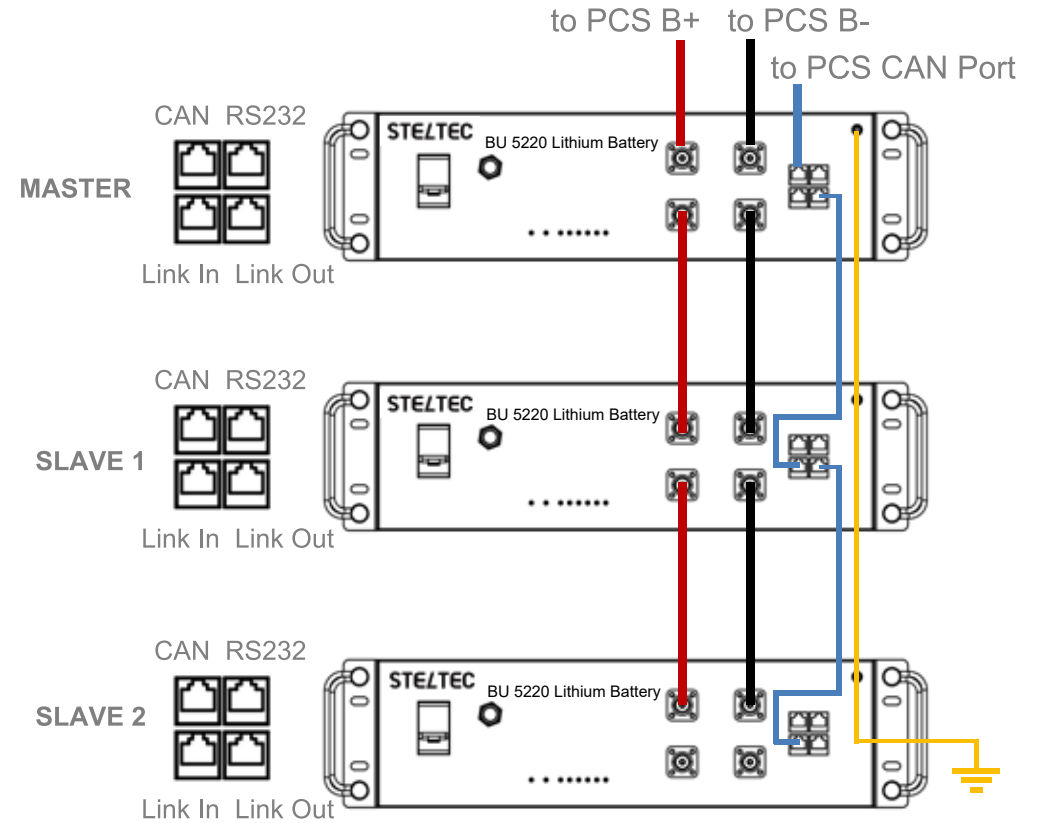 to PCS B+ to PCS B-
to PCS CAN Port
CAN RS232
STELTEC
BU 5220 Lithium Battery
MASTER
Link In Link Out
CAN RS232
STELTEC
BU 5220 Lithium Battery
SLAVE 1
Link In Link Out
CAN RS232
STELTEC
BU 5220 Lithium Battery
SLAVE 2
Link In Link Out